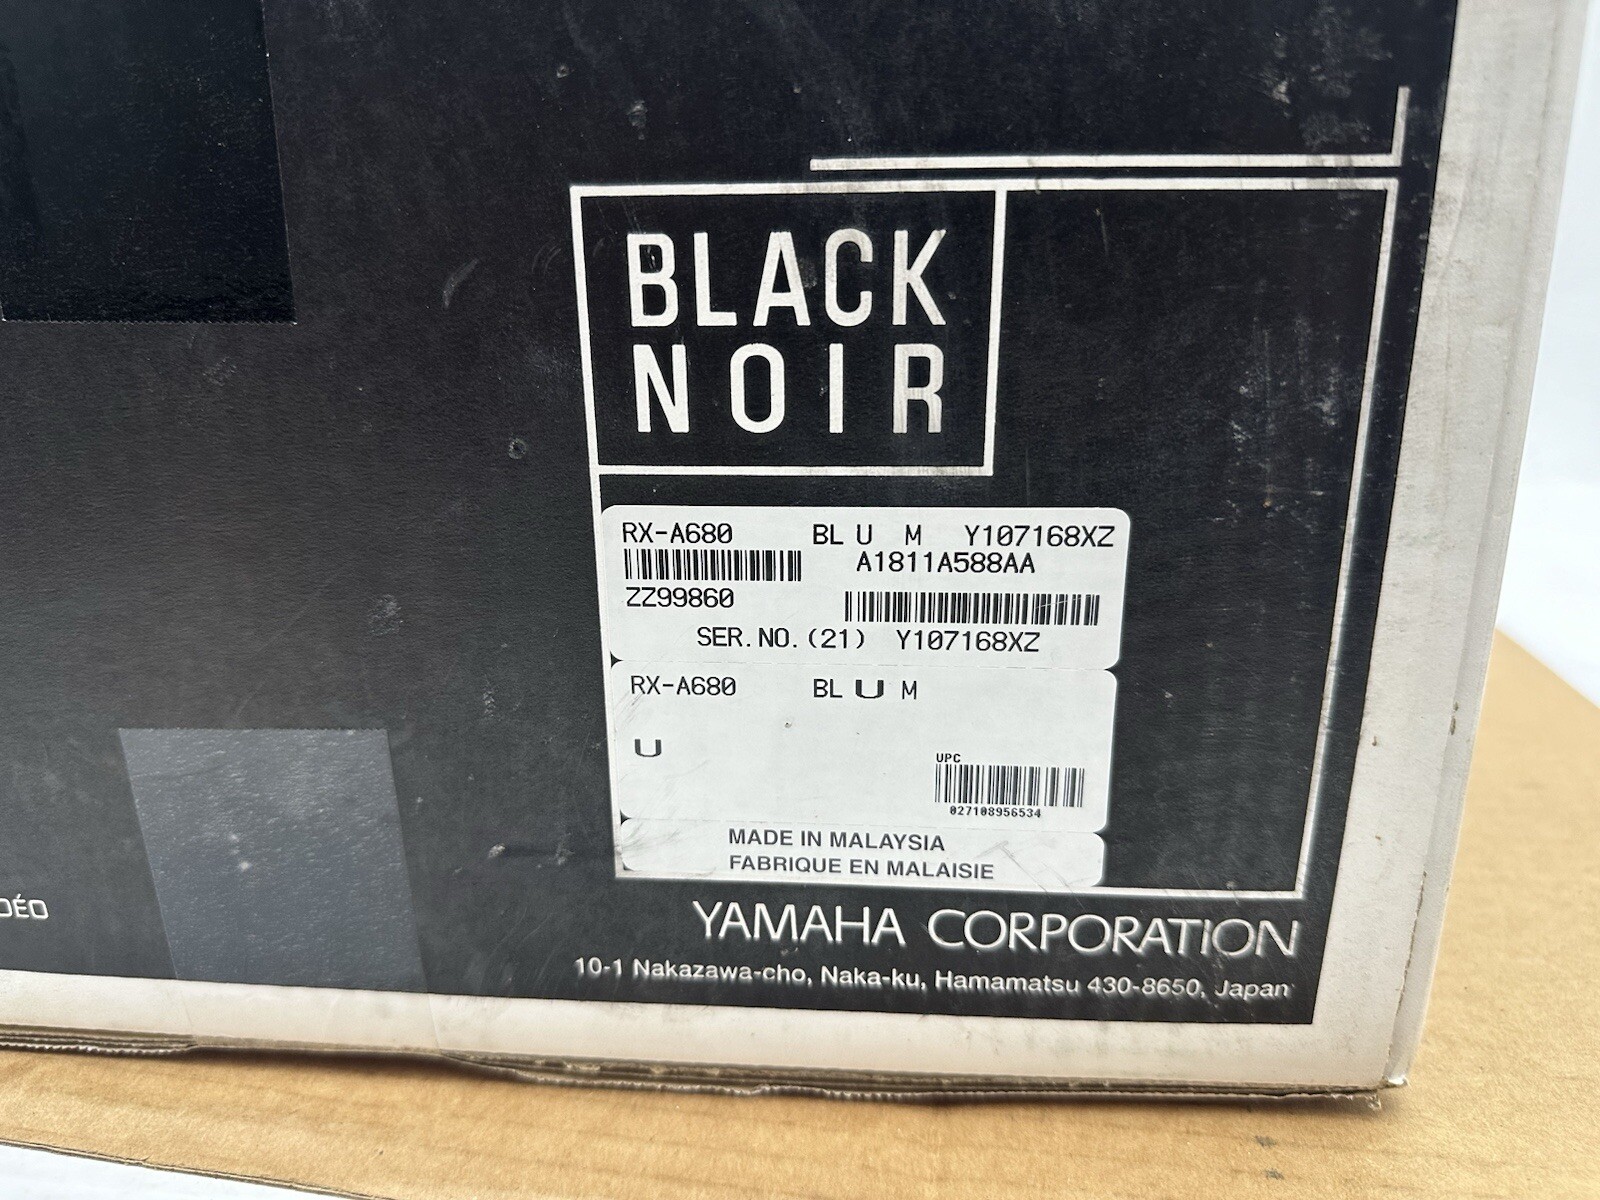 BLACK
NOIR
RX-A680 BL U M Y107168XZ
A1811A588AA
ZZ99860
SER.NO.(21) Y107168XZ
RX-A680 BL U M
U
UPC
027108956534
MADE IN MALAYSIA
FABRIQUE EN MALAISIE
YAMAHA CORPORATION
10-1 Nakazawa-cho, Naka-ku, Hamamatsu 430-8650, Japan